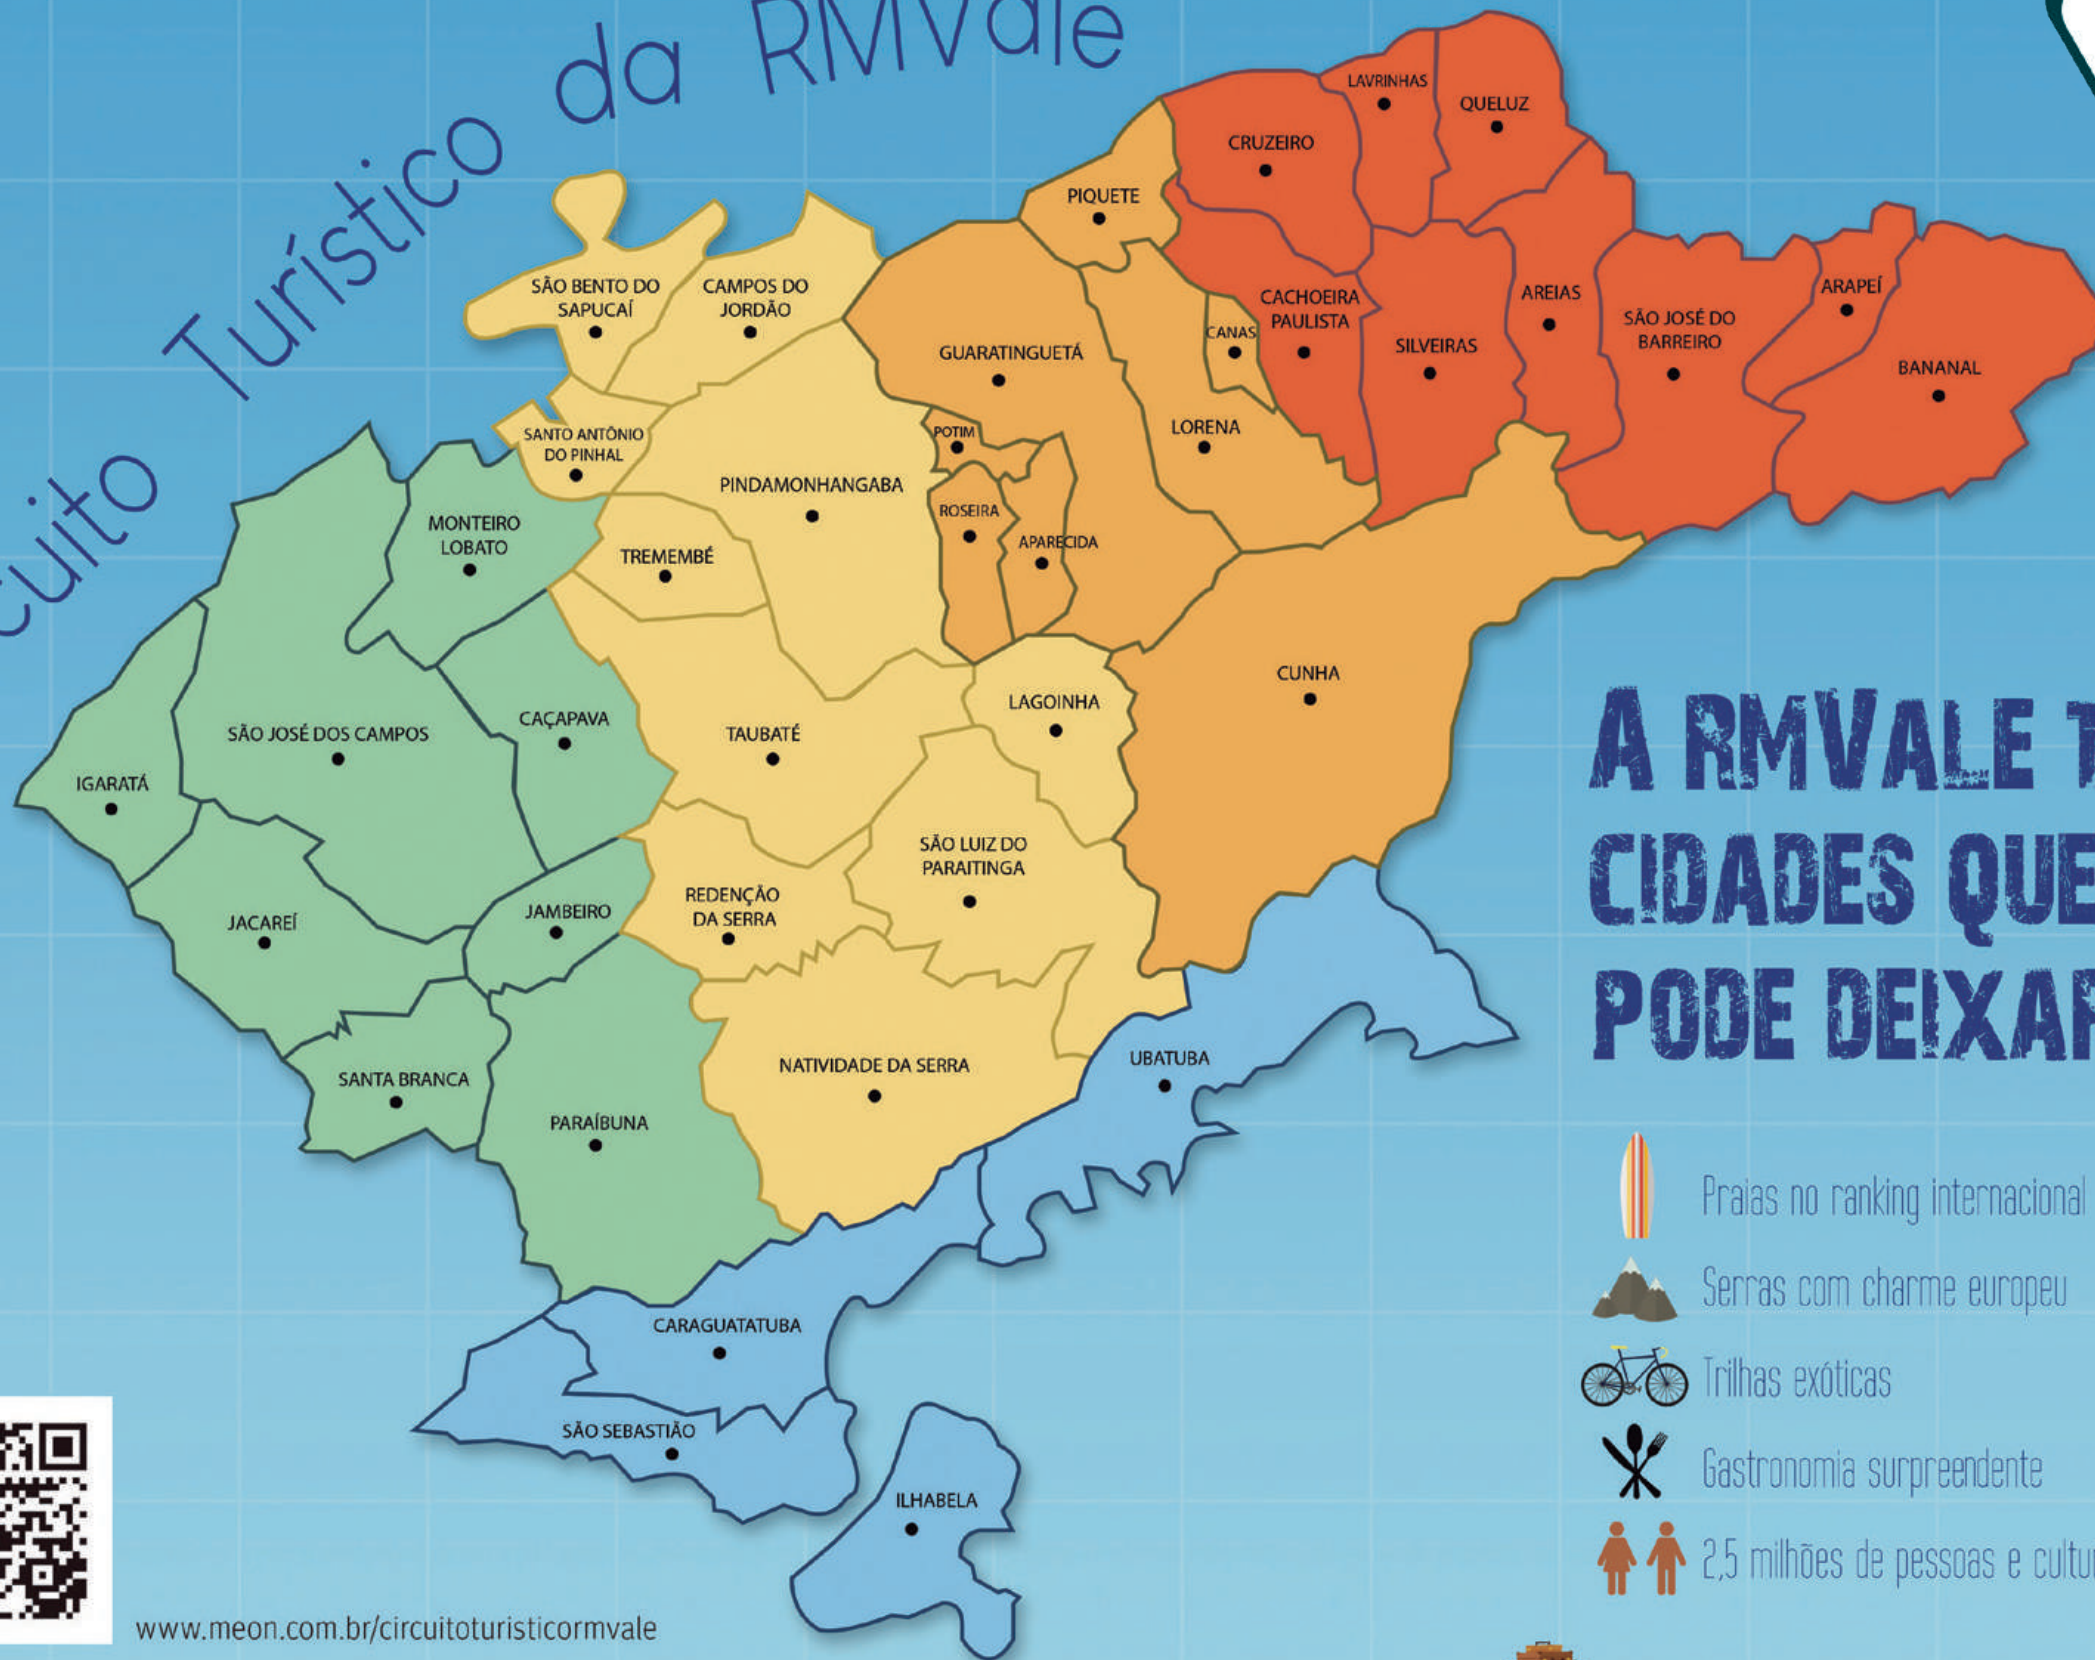 Turístico da RMVale
LAVRINHAS
QUELUZ
CRUZEIRO
PIQUETE
SÃO BENTO DO
SAPUCAÍ
CAMPOS DO
JORDÃO
CACHOEIRA
PAULISTA
AREIAS
ARAPEÍ
SÃO JOSÉ DO
BARREIRO
CANAS
SILVEIRAS
GUARATINGUETÁ
BANANAL
LORENA
POTIM
SANTO ANTÔNIO
DO PINHAL
PINDAMONHANGABA
ROSEIRA
MONTEIRO
LOBATO
APARECIDA
TREMEMBÉ
CUNHA
LAGOINHA
CAÇAPAVA
SÃO JOSÉ DOS CAMPOS
TAUBATÉ
IGARATÁ
SÃO LUIZ DO
PARAITINGA
REDENÇÃO
DA SERRA
JAMBEIRO
JACAREÍ
NATIVIDADE DA SERRA
UBATUBA
SANTA BRANCA
PARAÍBUNA
CARAGUATATUBA
SÃO SEBASTIÃO
ILHABELA
A RMVALE
CIDADES QUE
PODE DEIXAR
Praias no ranking internacional
Serras com charme europeu
Trilhas exóticas
Gastronomia surpreendente
2,5 milhões de pessoas e
www.meon.com.br/circuitoturisticormvale